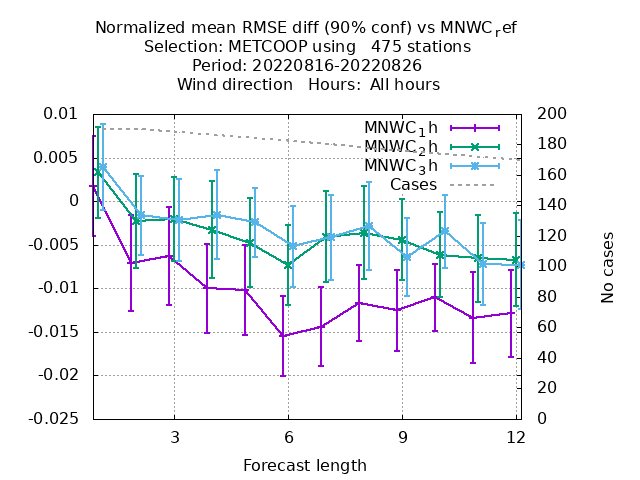 Normalized mean RMSE diff (90% conf) vs MNWC_ref
Selection: METCOOP using   475 stations
Period: 20220816-20220826
Wind direction   Hours:  All hours
0.01
0.005
0
-0.005
-0.01
-0.015
-0.02
-0.025
200
180
160
140
120
100
80
60
40
20
0
MNWC_1h
MNWC_2h
MNWC_3h
Cases
No cases
3 6 9 12
Forecast length